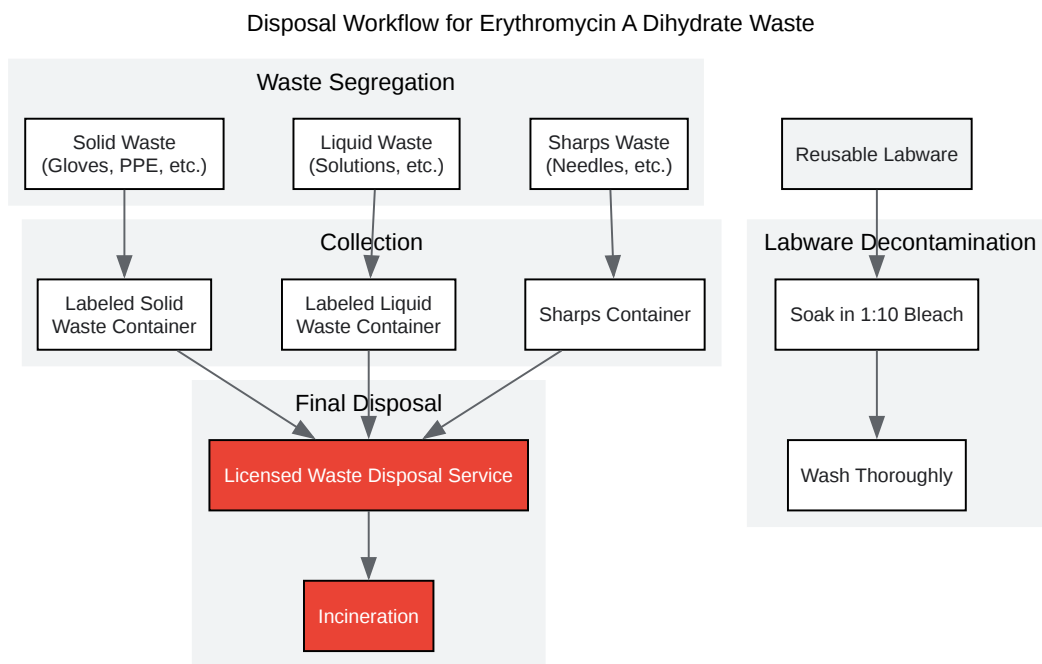 Disposal Workflow for Erythromycin A Dihydrate Waste
Waste Segregation
Solid Waste
(Gloves, PPE, etc.)
Liquid Waste
(Solutions, etc.)
Sharps Waste
(Needles, etc.)
Reusable Labware
Collection
Labeled Solid
Waste Container
Labeled Liquid
Waste Container
Sharps Container
Labware Decontamination
Soak in 1:10 Bleach
Wash Thoroughly
Final Disposal
Licensed Waste Disposal Service
Incineration